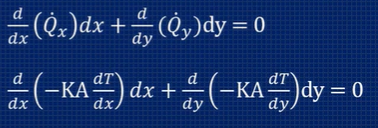 d/dx (Q̇ₓ)dx + d/dy (Q̇ᵧ)dy = 0
d/dx (−KA dT/dx) dx + d/dy (−KA dT/dy)dy = 0